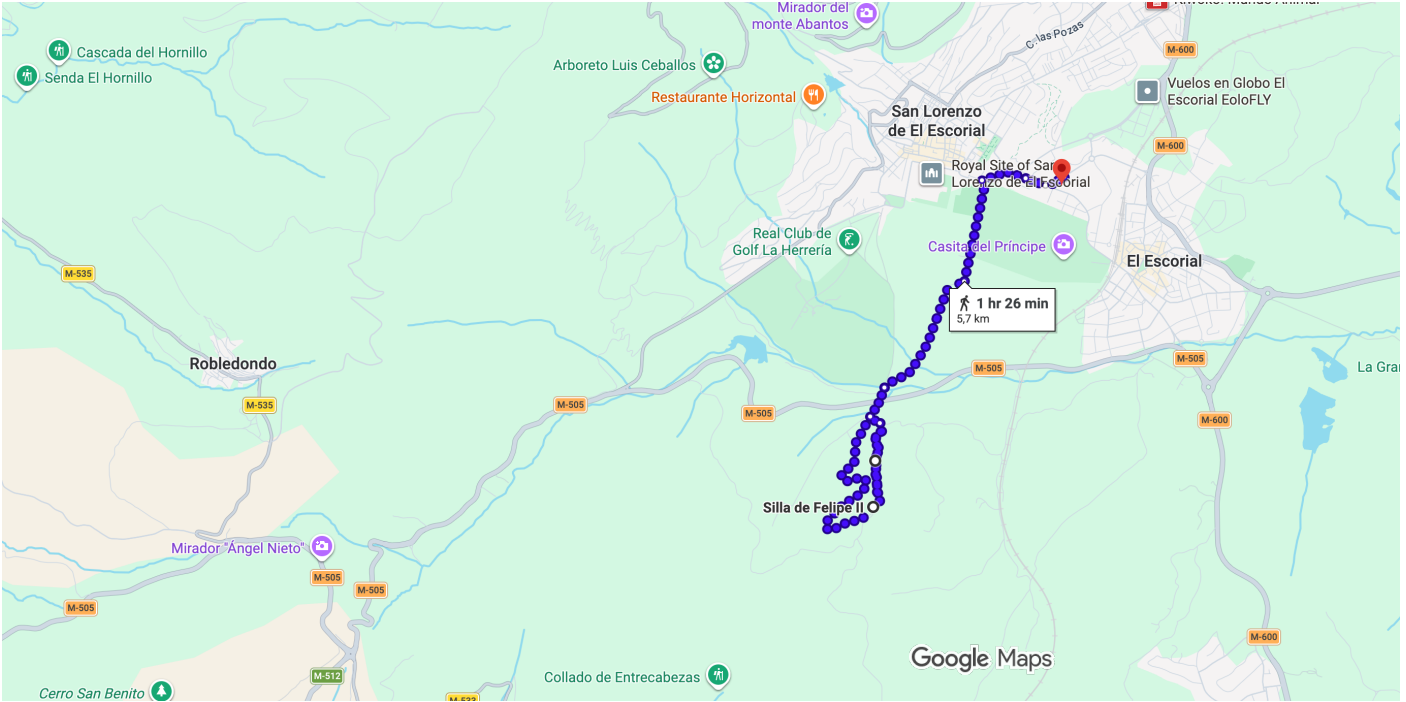 Mirador del
monte Abantos
C. las Pozas
M-600
Cascada del Hornillo
Senda El Hornillo
Arboreto Luis Ceballos
Restaurante Horizontal
Vuelos en Globo El
Escorial EoloFLY
San Lorenzo
de El Escorial
M-600
Royal Site of San
Lorenzo de El Escorial
Real Club de
Golf La Herrería
Casita del Príncipe
El Escorial
M-535
1 hr 26 min
5,7 km
Robledondo
M-505
M-505
La Gra
M-535
M-505
M-505
M-600
Silla de Felipe II
Mirador "Ángel Nieto"
M-505
M-505
M-505
M-600
Google Maps
M-512
Collado de Entrecabezas
Cerro San Benito